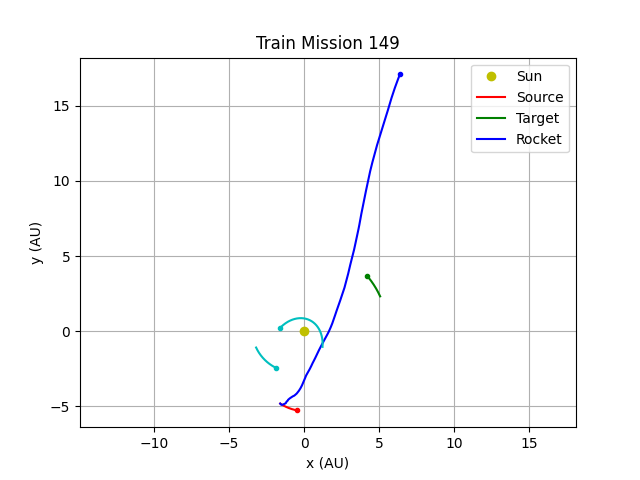 Train Mission 149
Sun
Source
Target
Rocket
15
10
5
0
−5
y (AU)
−10
−5
0
5
10
15
x (AU)